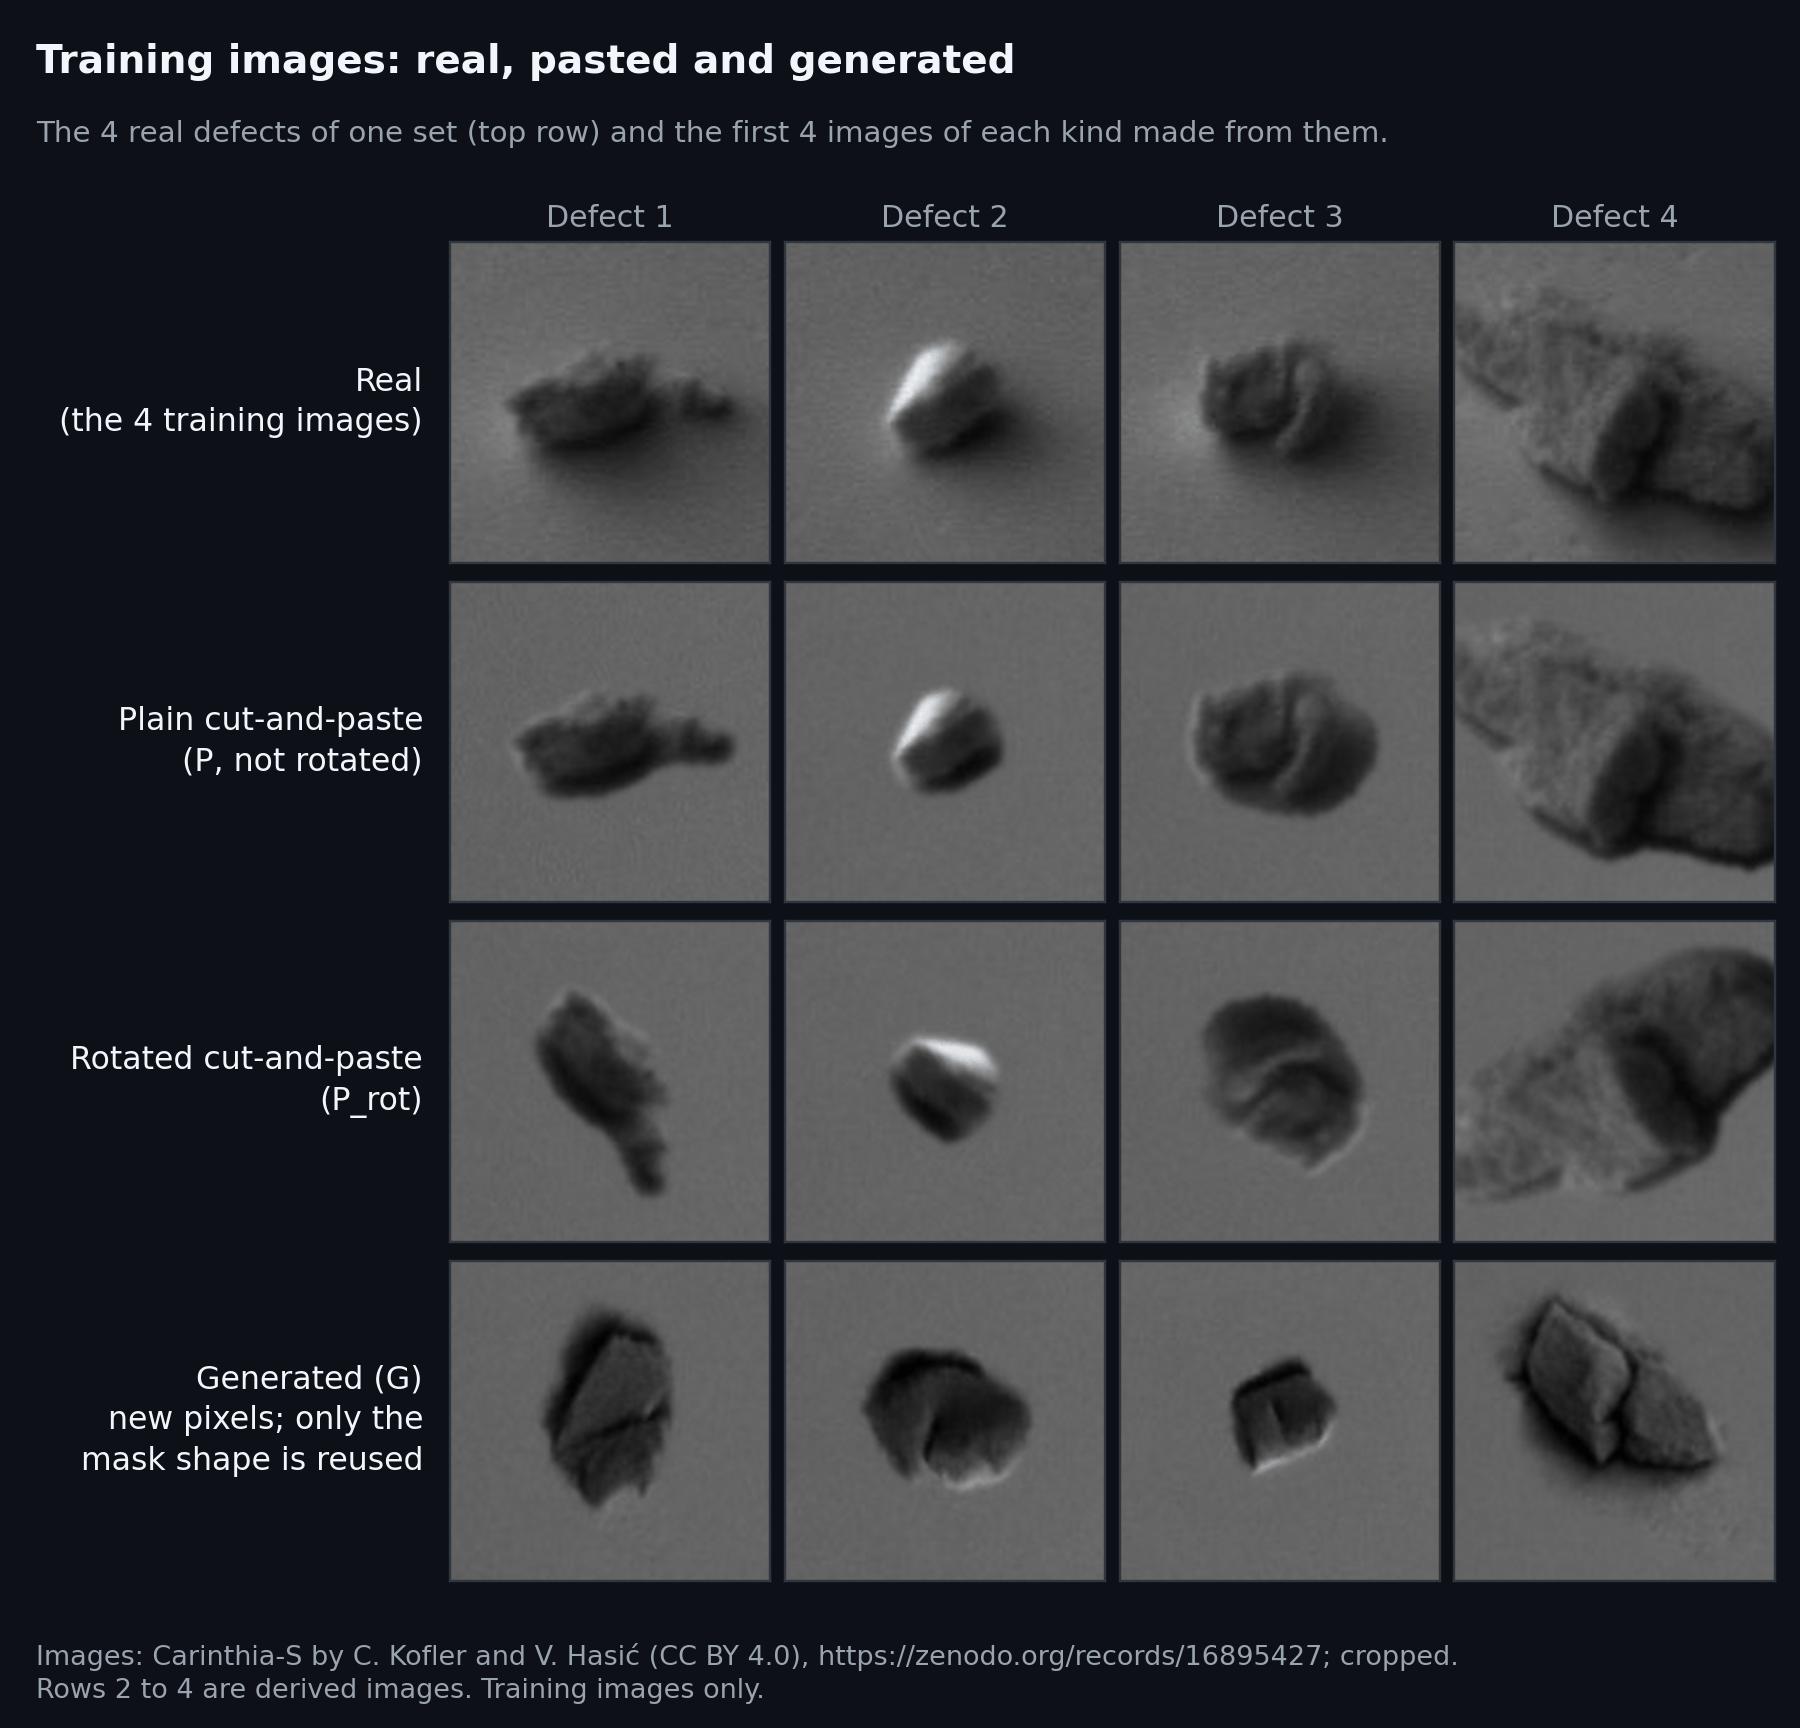 Training images: real, pasted and generated
The 4 real defects of one set (top row) and the first 4 images of each kind made from them.
Defect 1
Defect 2
Defect 3
Defect 4
Real
(the 4 training images)
Plain cut-and-paste
(P, not rotated)
Rotated cut-and-paste
(P_rot)
Generated (G)
new pixels; only the
mask shape is reused
Images: Carinthia-S by C. Kofler and V. Hasić (CC BY 4.0), https://zenodo.org/records/16895427; cropped.
Rows 2 to 4 are derived images. Training images only.